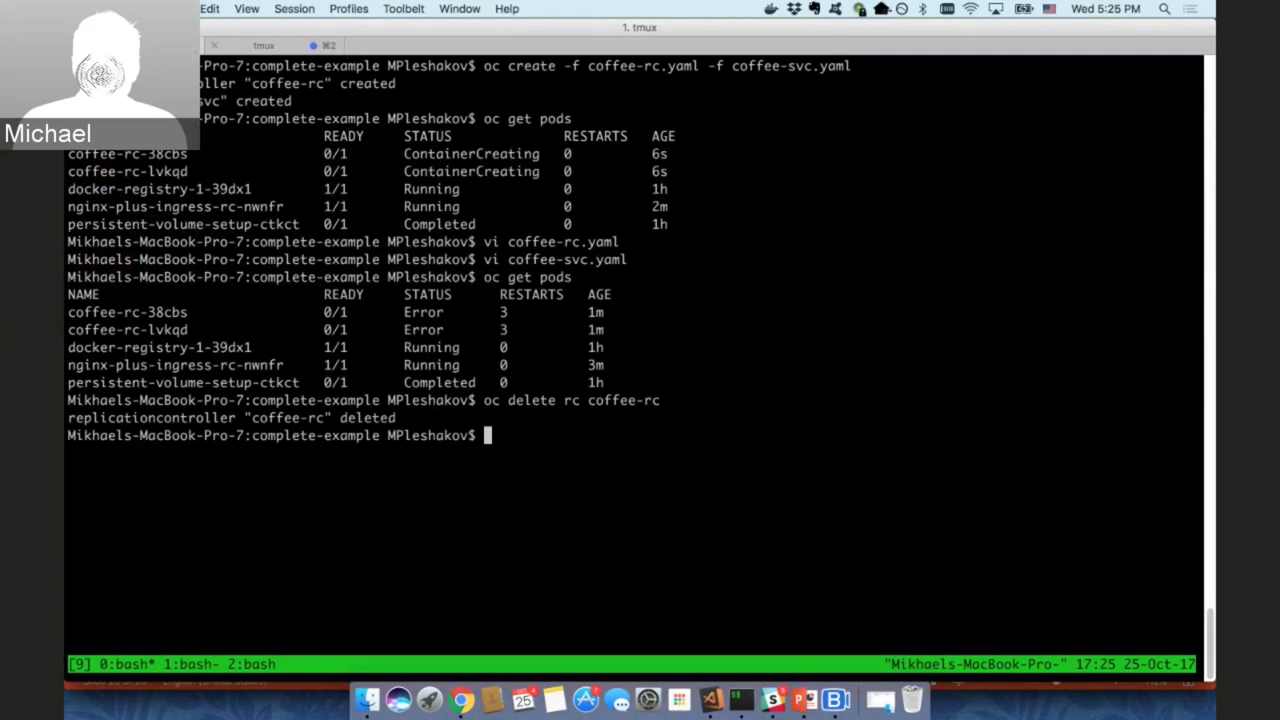 Edit View Session Profiles Toolbelt Window Help Wed 5:25 PM
1. tmux
tmux ⌘2
Michael
-Pro-7:complete-example MPleshakov$ oc create -f coffee-rc.yaml -f coffee-svc.yaml
ller "coffee-rc" created
svc" created
-Pro-7:complete-example MPleshakov$ oc get pods
READY STATUS RESTARTS AGE
coffee-rc-38cbs 0/1 ContainerCreating 0 6s
coffee-rc-lvkqd 0/1 ContainerCreating 0 6s
docker-registry-1-39dx1 1/1 Running 0 1h
nginx-plus-ingress-rc-nwnfr 1/1 Running 0 2m
persistent-volume-setup-ctkct 0/1 Completed 0 1h
Mikhaels-MacBook-Pro-7:complete-example MPleshakov$ vi coffee-rc.yaml
Mikhaels-MacBook-Pro-7:complete-example MPleshakov$ vi coffee-svc.yaml
Mikhaels-MacBook-Pro-7:complete-example MPleshakov$ oc get pods
NAME READY STATUS RESTARTS AGE
coffee-rc-38cbs 0/1 Error 3 1m
coffee-rc-lvkqd 0/1 Error 3 1m
docker-registry-1-39dx1 1/1 Running 0 1h
nginx-plus-ingress-rc-nwnfr 1/1 Running 0 3m
persistent-volume-setup-ctkct 0/1 Completed 0 1h
Mikhaels-MacBook-Pro-7:complete-example MPleshakov$ oc delete rc coffee-rc
replicationcontroller "coffee-rc" deleted
Mikhaels-MacBook-Pro-7:complete-example MPleshakov$
[9] 0:bash* 1:bash- 2:bash "Mikhaels-MacBook-Pro-" 17:25 25-Oct-17
25